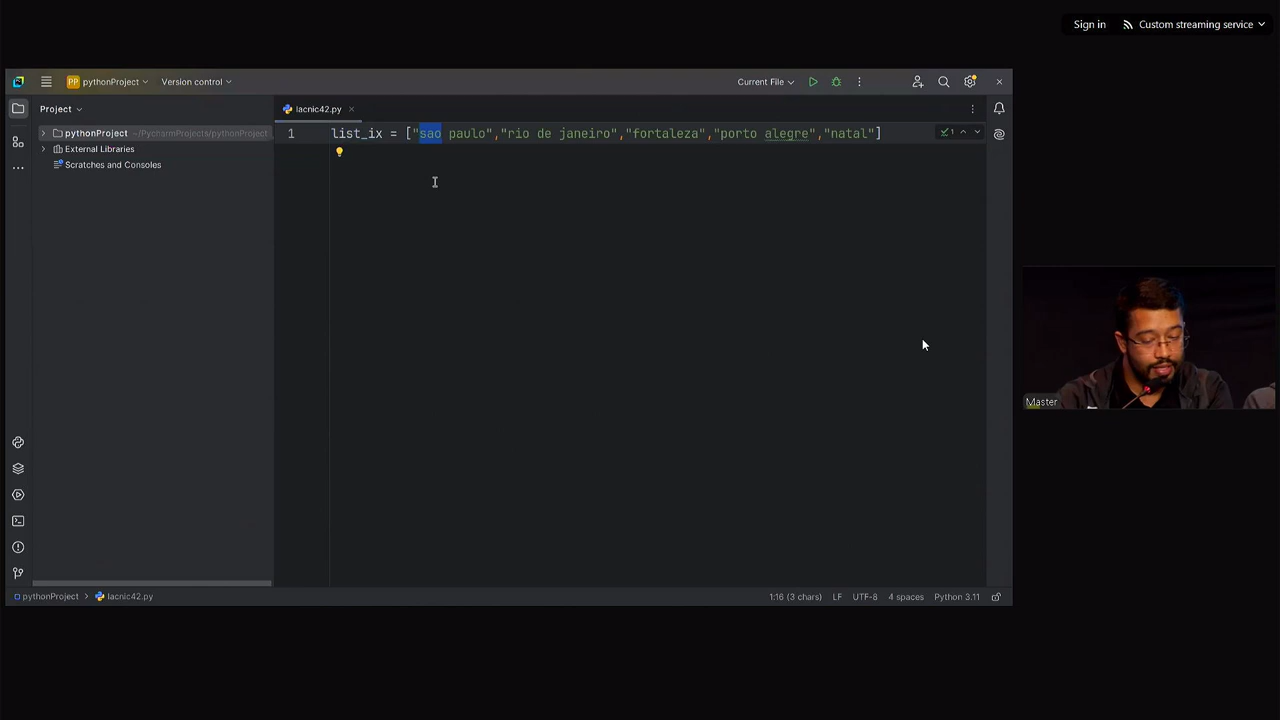 Sign in
Custom streaming service
PP pythonProject
Version control
Current File
Project
lacnic42.py
pythonProject ~/PycharmProjects/pythonProject
1 list_ix = ["sao paulo","rio de janeiro","fortaleza","porto alegre","natal"]
1
External Libraries
Scratches and Consoles
Master
pythonProject > lacnic42.py
1:16 (3 chars) LF UTF-8 4 spaces Python 3.11